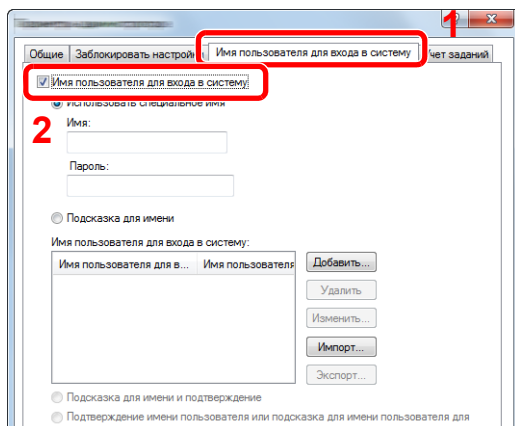 1
Общие Заблокировать настройки Имя пользователя для входа в систему Учет заданий
Имя пользователя для входа в систему
2
Использовать специальное имя
Имя:
Пароль:
Подсказка для имени
Имя пользователя для входа в систему:
Имя пользователя для в... Имя пользователя
Добавить...
Удалить
Изменить...
Импорт...
Экспорт...
Подсказка для имени и подтверждение
Подтверждение имени пользователя или подсказка для имени пользователя для